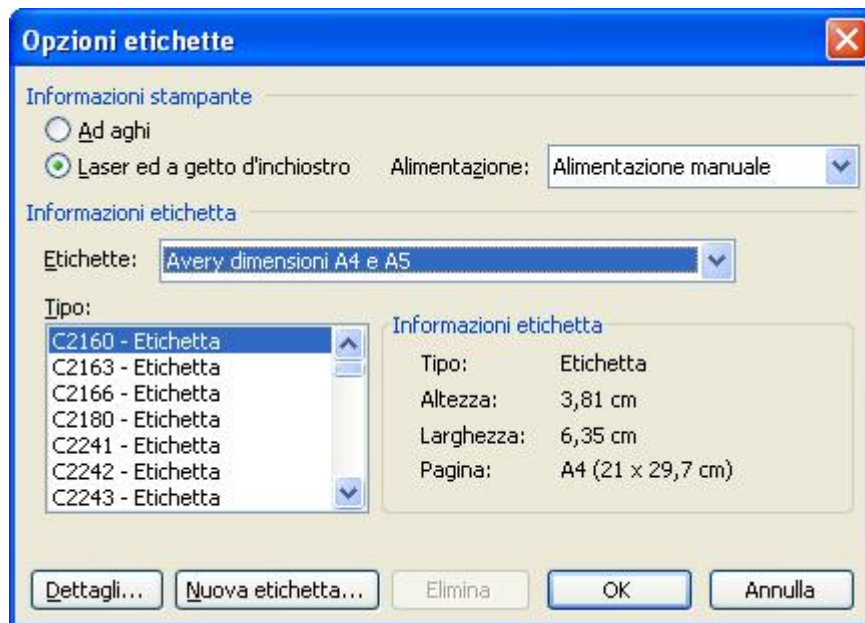 Opzioni etichette
Informazioni stampante
Ad aghi
Laser ed a getto d'inchiostro Alimentazione: Alimentazione manuale
Informazioni etichetta
Etichette: Avery dimensioni A4 e A5
Tipo:
C2160 - Etichetta
C2163 - Etichetta
C2166 - Etichetta
C2180 - Etichetta
C2241 - Etichetta
C2242 - Etichetta
C2243 - Etichetta
Informazioni etichetta
Tipo: Etichetta
Altezza: 3,81 cm
Larghezza: 6,35 cm
Pagina: A4 (21 x 29,7 cm)
Dettagli... Nuova etichetta... Elimina OK Annulla